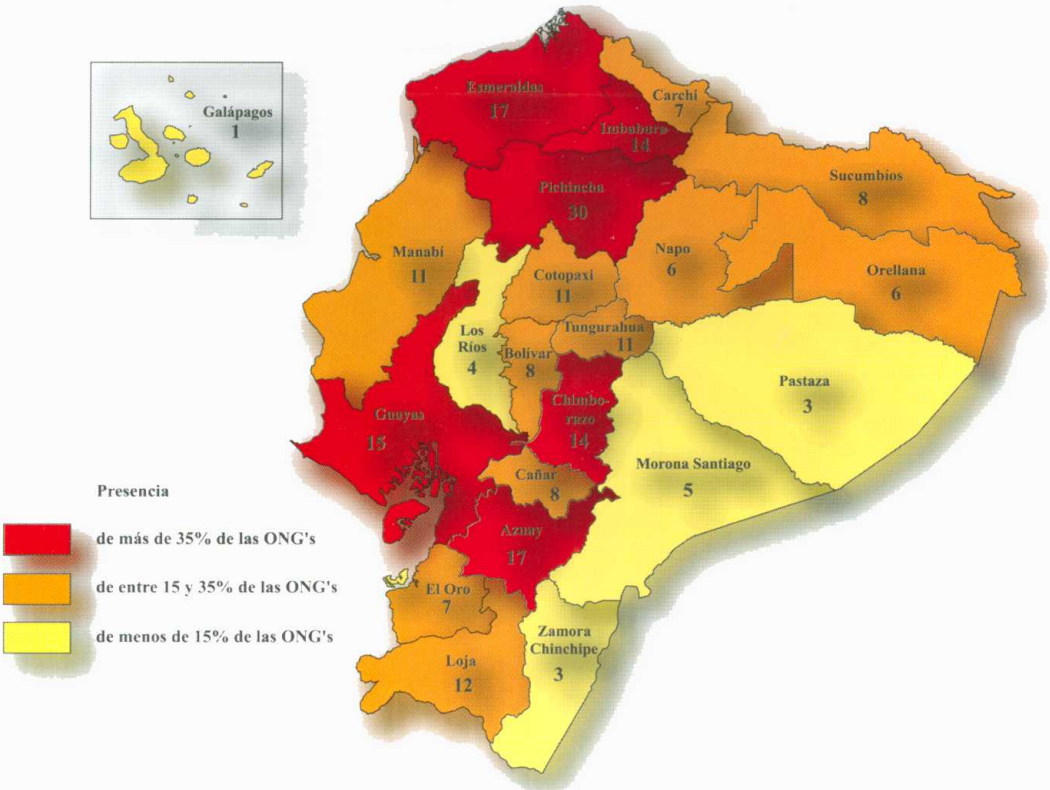 Galápagos
1
Esmeraldas
17
Carchi
7
Imbabura
14
Pichincha
30
Sucumbíos
8
Manabí
11
Cotopaxi
11
Napo
6
Orellana
6
Los
Ríos
4
Bolívar
8
Tungurahua
11
Pastaza
3
Guayas
15
Chimbo-
razo
14
Cañar
8
Morona Santiago
5
Azuay
17
El Oro
7
Zamora
Chinchipe
3
Loja
12
Presencia
de más de 35% de las ONG's
de entre 15 y 35% de las ONG's
de menos de 15% de las ONG's